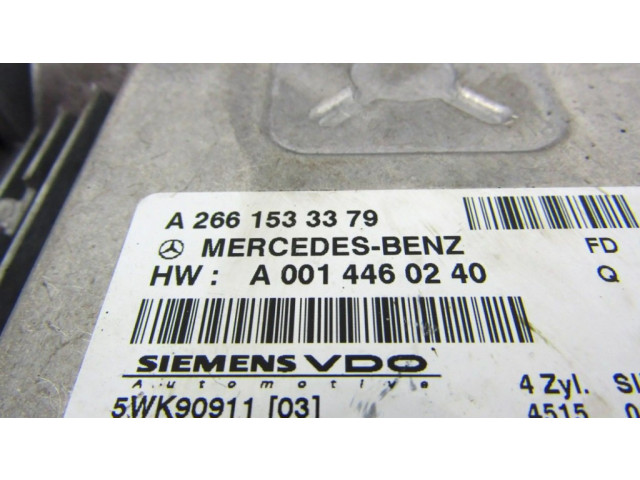 A 266 153 33 79
MERCEDES-BENZ FD
HW : A 001 446 02 40 Q
SIEMENS VDO
Automotive 4 Zyl.
5WK90911 [03] 4515